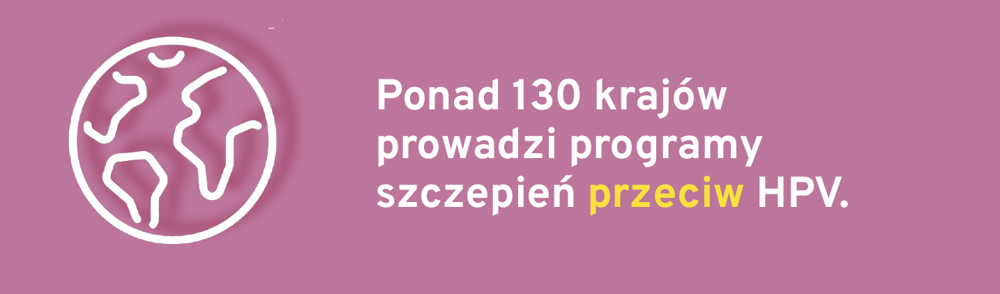 Ponad 130 krajów
prowadzi programy
szczepień przeciw HPV.